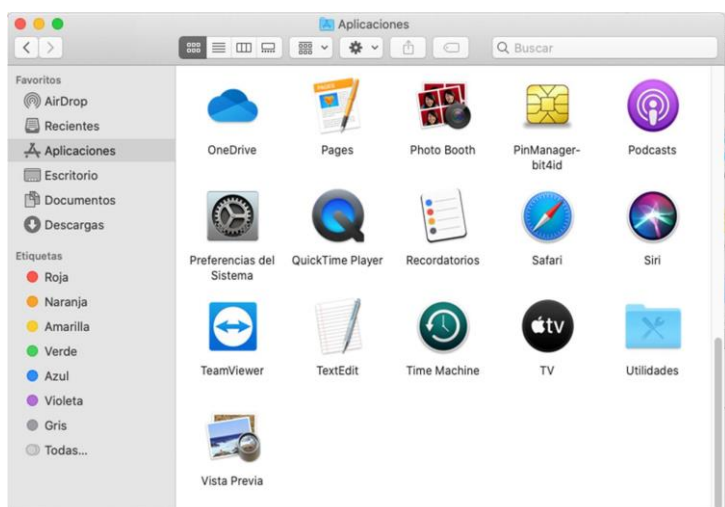 Aplicaciones
Buscar
Favoritos
AirDrop
Recientes
Aplicaciones
Escritorio
Documentos
Descargas
Etiquetas
Roja
Naranja
Amarilla
Verde
Azul
Violeta
Gris
Todas...
PAGES
OneDrive
Pages
Photo Booth
PinManager-
bit4id
Podcasts
Preferencias del
Sistema
QuickTime Player
Recordatorios
Safari
Siri
tv
TeamViewer
TextEdit
Time Machine
TV
Utilidades
Vista Previa